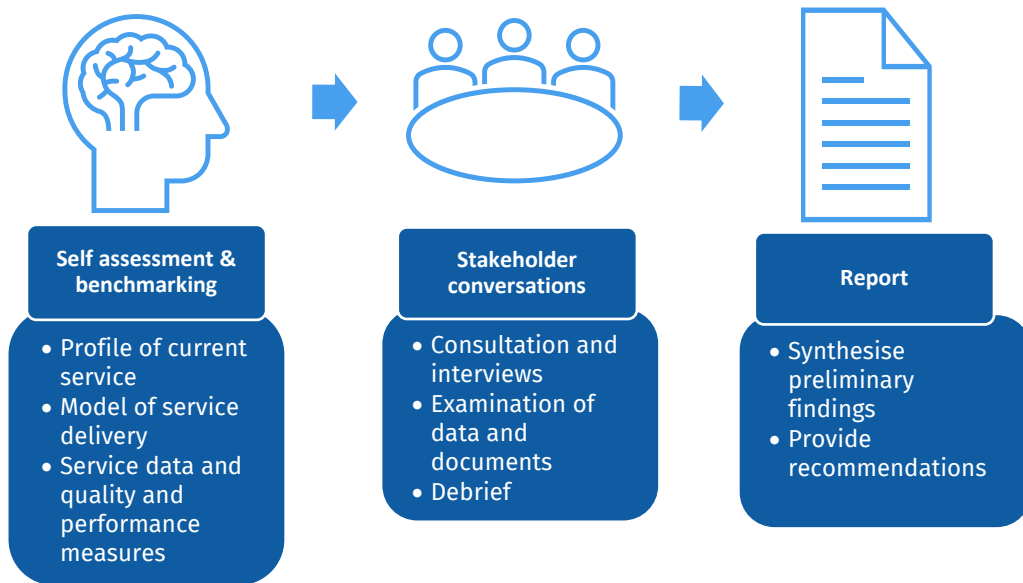 Self assessment &
benchmarking
• Profile of current
service
• Model of service
delivery
• Service data and
quality and
performance
measures
Stakeholder
conversations
• Consultation and
interviews
• Examination of
data and
documents
• Debrief
Report
• Synthesise
preliminary
findings
• Provide
recommendations